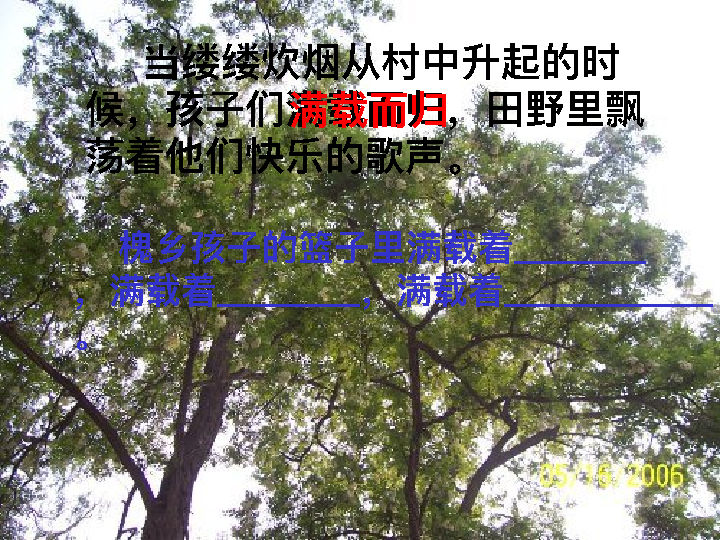 当缕缕炊烟从村中升起的时
候，孩子们满载而归，田野里飘
荡着他们快乐的歌声。
槐乡孩子的篮子里满载着________
，满载着________，满载着____________
。
05/16/2006